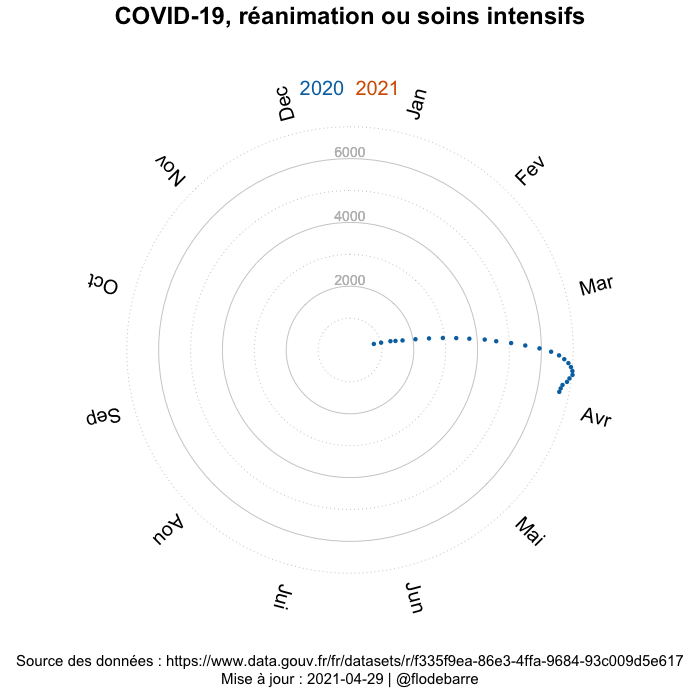 COVID-19, réanimation ou soins intensifs
2020 2021
Jan
Fev
Mar
Avr
Mai
Jun
Jui
Aou
Sep
Oct
Nov
Dec
6000
4000
2000
Source des données : https://www.data.gouv.fr/fr/datasets/r/f335f9ea-86e3-4ffa-9684-93c009d5e617
Mise à jour : 2021-04-29 | @flodebarre